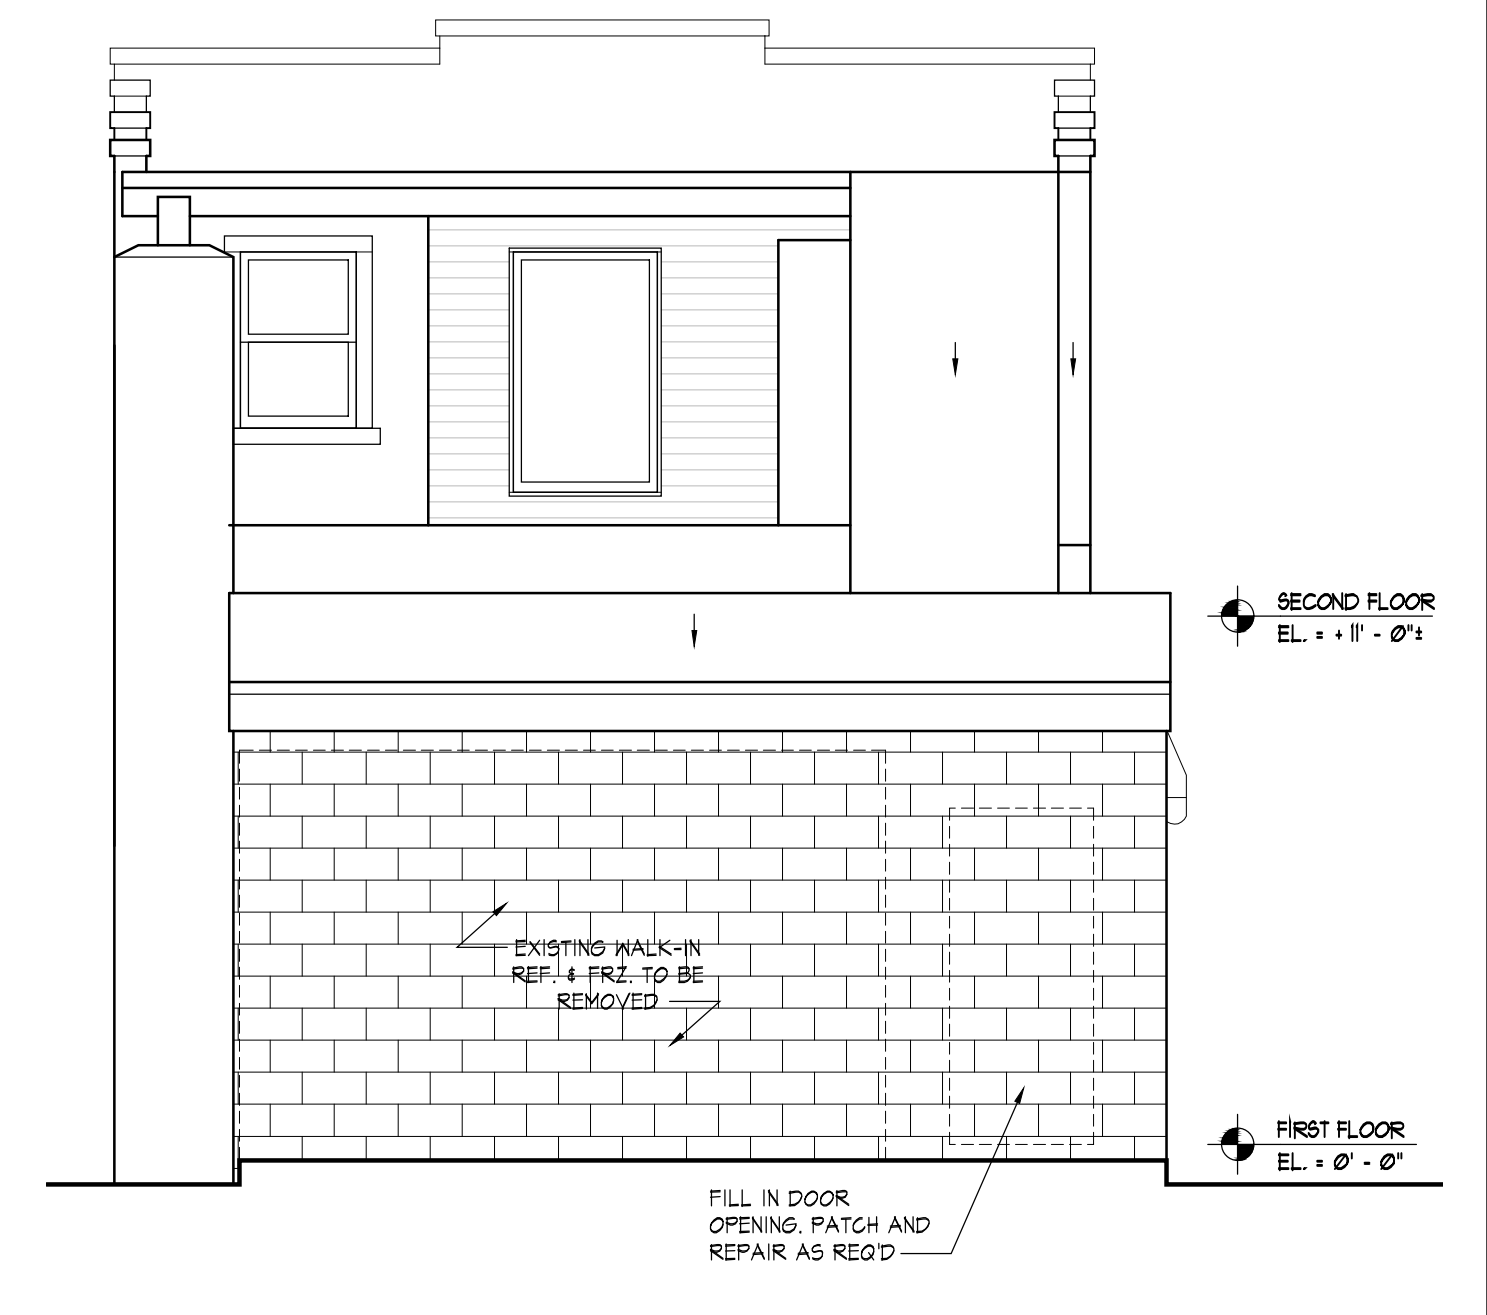 SECOND FLOOR
EL. = +11' - 0"±
EXISTING WALK-IN
REF. & FRZ. TO BE
REMOVED
FIRST FLOOR
EL. = 0' - 0"
FILL IN DOOR
OPENING. PATCH AND
REPAIR AS REQ'D